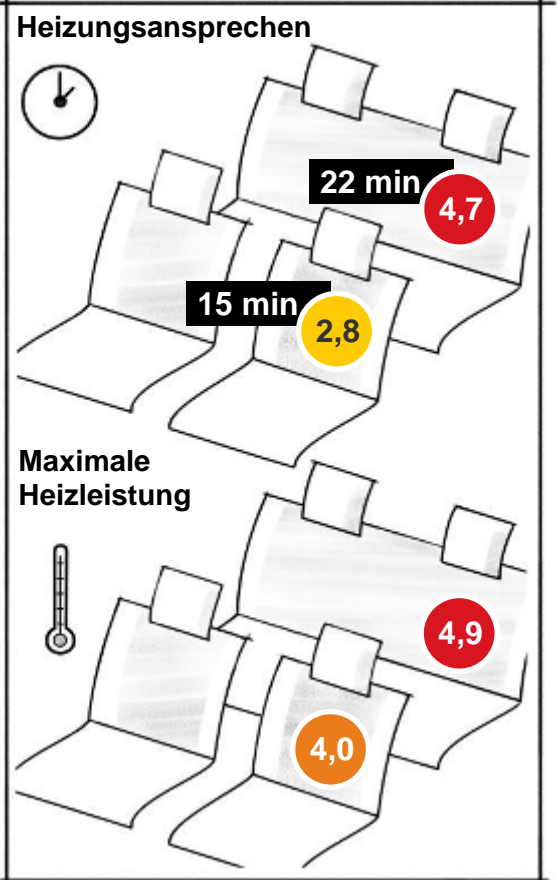 Heizungsansprechen
22 min
4,7
15 min
2,8
Maximale
Heizleistung
4,9
4,0